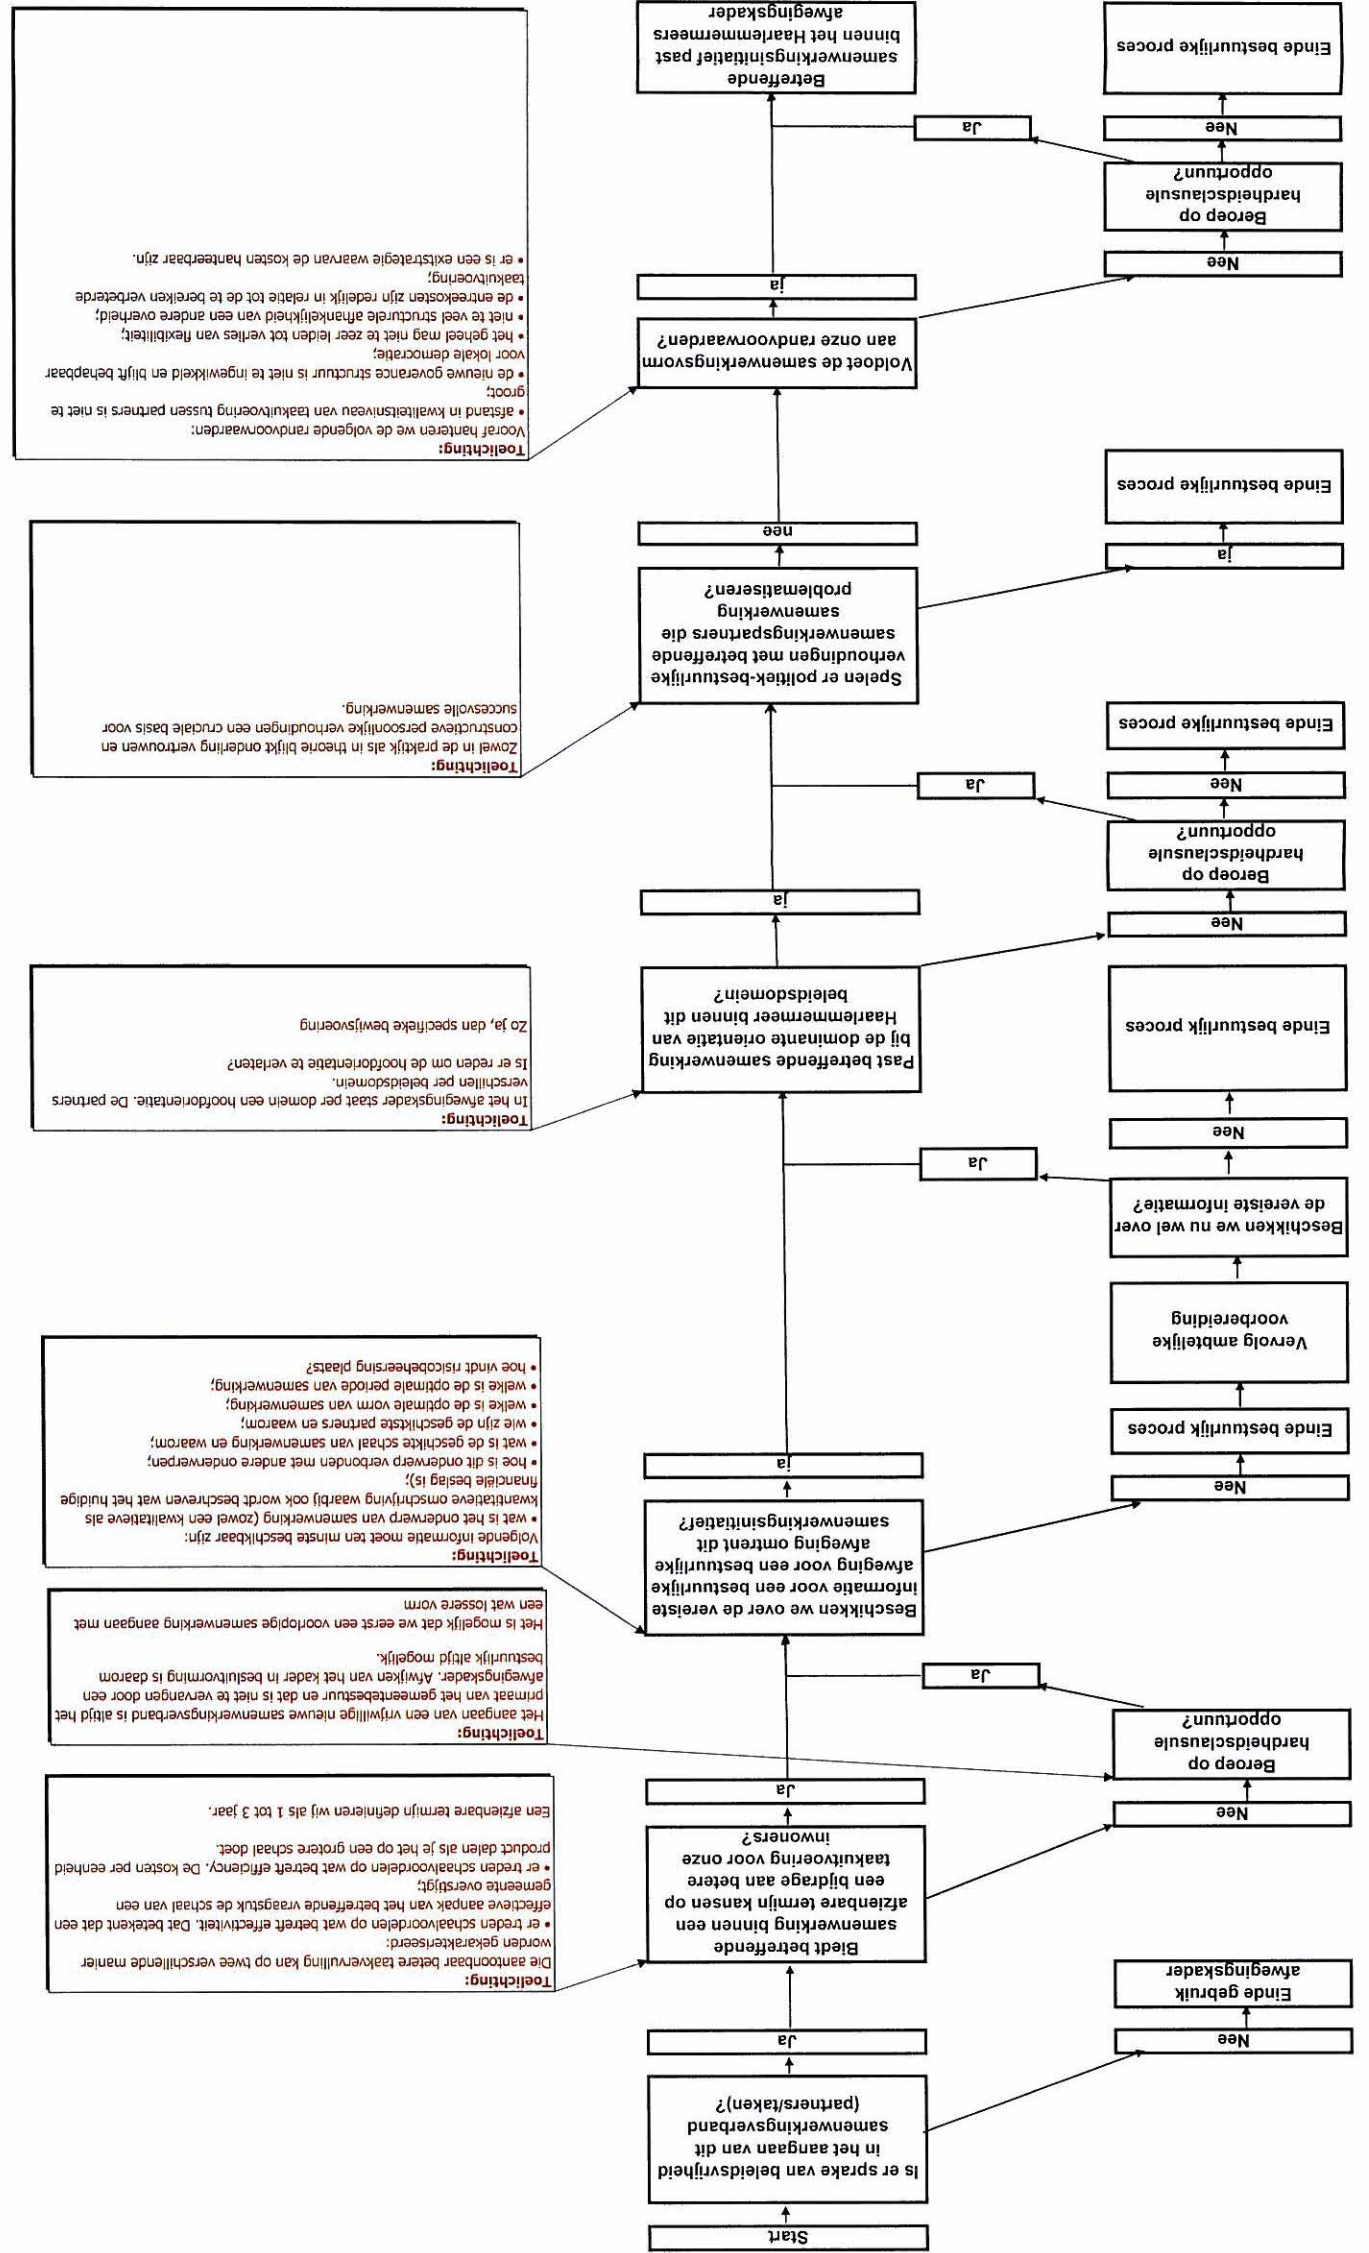 Start
Is er sprake van beleidsvrijheid
in het aangaan van dit
samenwerkingsverband
(partners/taken)?
Ja
Nee
Einde gebruik
afwegingskader
Biedt betreffende
samenwerking binnen een
afzienbare termijn kansen op
een bijdrage aan betere
taakuitvoering voor onze
inwoners?
Toelichting:
Die aantoonbaar betere taakvervulling kan op twee verschillende manier
worden gekarakteriseerd:
• er treden schaalvoordelen op wat betreft effectiviteit. Dat betekent dat een
effectieve aanpak van het betreffende vraagstuk de schaal van een
gemeente overstijgt;
• er treden schaalvoordelen op wat betreft efficiency. De kosten per eenheid
product dalen als je het op een grotere schaal doet.
Een afzienbare termijn definieren wij als 1 tot 3 jaar.
Ja
Nee
Beroep op
hardheidsclausule
opportuun?
Ja
Toelichting:
Het aangaan van een vrijwillige nieuwe samenwerkingsverband is altijd het
primaat van het gemeentebestuur en dat is niet te vervangen door een
afwegingskader. Afwijken van het kader in besluitvorming is daarom
bestuurlijk altijd mogelijk.
Het is mogelijk dat we eerst een voorlopige samenwerking aangaan met
een wat lossere vorm
Beschikken we over de vereiste
informatie voor een bestuurlijke
afweging voor een bestuurlijke
afweging omtrent dit
samenwerkingsinitiatief?
Toelichting:
Volgende informatie moet ten minste beschikbaar zijn:
• wat is het onderwerp van samenwerking (zowel een kwalitatieve als
kwantitatieve omschrijving waarbij ook wordt beschreven wat het huidige
financiële beslag is);
• hoe is dit onderwerp verbonden met andere onderwerpen;
• wat is de geschikte schaal van samenwerking en waarom;
• wie zijn de geschiktste partners en waarom;
• welke is de optimale vorm van samenwerking;
• welke is de optimale periode van samenwerking;
• hoe vindt risicobeheersing plaats?
ja
Nee
Einde bestuurlijk proces
Vervolg ambtelijke
voorbereiding
Beschikken we nu wel over
de vereiste informatie?
Ja
Nee
Einde bestuurlijk proces
Past betreffende samenwerking
bij de dominante orientatie van
Haarlemmermeer binnen dit
beleidsdomein?
Toelichting:
In het afwegingskader staat per domein een hoofdorientatie. De partners
verschillen per beleidsdomein.
Is er reden om de hoofdorientatie te verlaten?
Zo ja, dan specifieke bewijsvoering
ja
Nee
Beroep op
hardheidsclausule
opportuun?
Ja
Nee
Einde bestuurlijke proces
Spelen er politiek-bestuurlijke
verhoudingen met betreffende
samenwerkingspartners die
samenwerking
problematiseren?
Toelichting:
Zowel in de praktijk als in theorie blijkt onderling vertrouwen en
constructieve persoonlijke verhoudingen een cruciale basis voor
succesvolle samenwerking.
nee
ja
Einde bestuurlijke proces
Voldoet de samenwerkingsvorm
aan onze randvoorwaarden?
Toelichting:
Vooraf hanteren we de volgende randvoorwaarden:
• afstand in kwaliteitsniveau van taakuitvoering tussen partners is niet te
groot;
• de nieuwe governance structuur is niet te ingewikkeld en blijft behapbaar
voor lokale democratie;
• het geheel mag niet te zeer leiden tot verlies van flexibiliteit;
• niet te veel structurele afhankelijkheid van een andere overheid;
• de entreekosten zijn redelijk in relatie tot de te bereiken verbeterde
taakuitvoering;
• er is een exitstrategie waarvan de kosten hanteerbaar zijn.
ja
Nee
Beroep op
hardheidsclausule
opportuun?
Ja
Nee
Einde bestuurlijke proces
Betreffende
samenwerkingsinitiatief past
binnen het Haarlemmermeers
afwegingskader